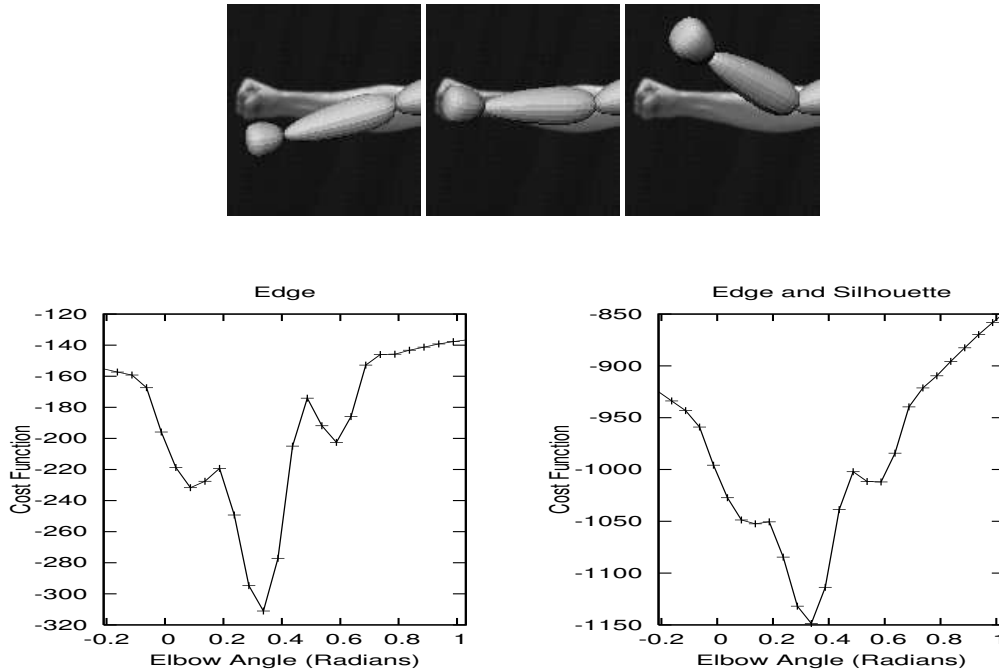 Edge
-120
-140
-160
-180
-200
-220
-240
-260
-280
-300
-320
Cost Function
-0.2 0 0.2 0.4 0.6 0.8 1
Elbow Angle (Radians)
Edge and Silhouette
-850
-900
-950
-1000
-1050
-1100
-1150
Cost Function
-0.2 0 0.2 0.4 0.6 0.8 1
Elbow Angle (Radians)